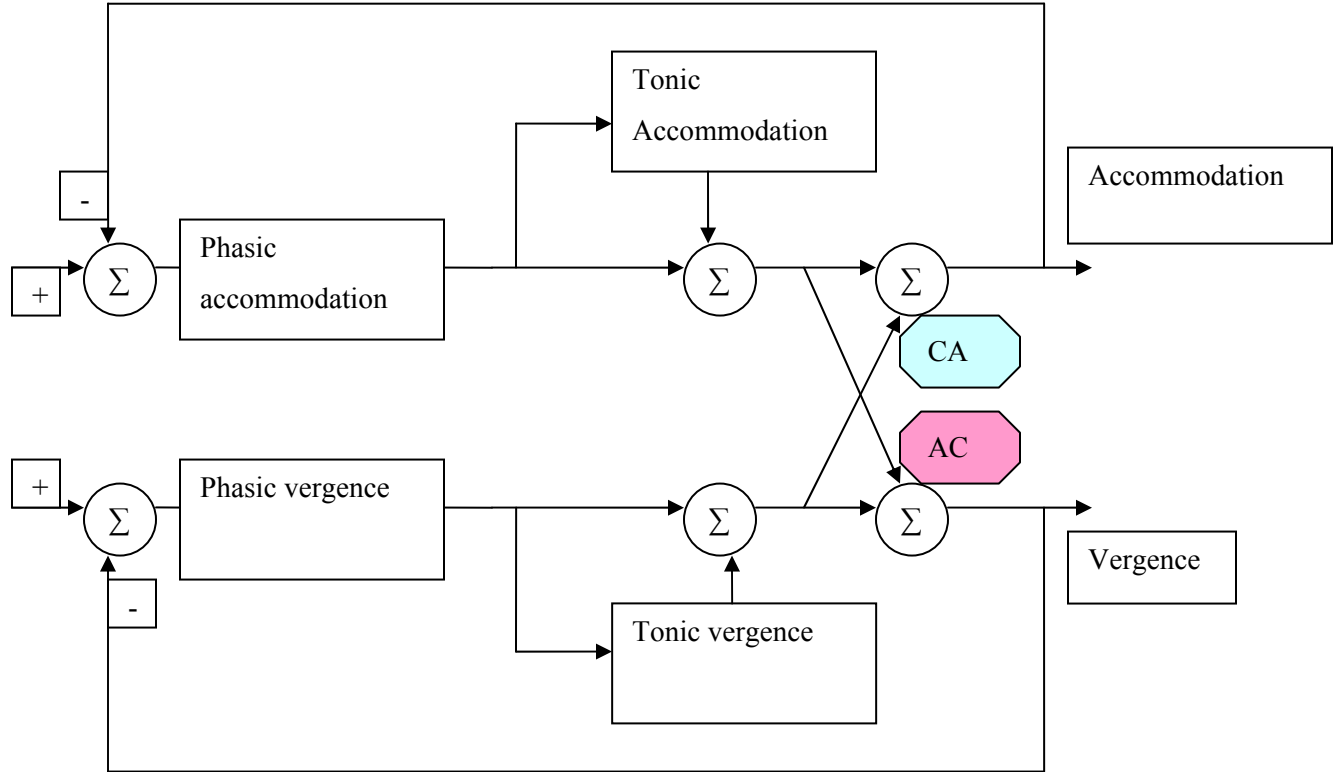 Tonic
Accommodation
Accommodation
-
Phasic
accommodation
Σ
Σ
Σ
+
CA
AC
+
Phasic vergence
Σ
Σ
Σ
Vergence
-
Tonic vergence